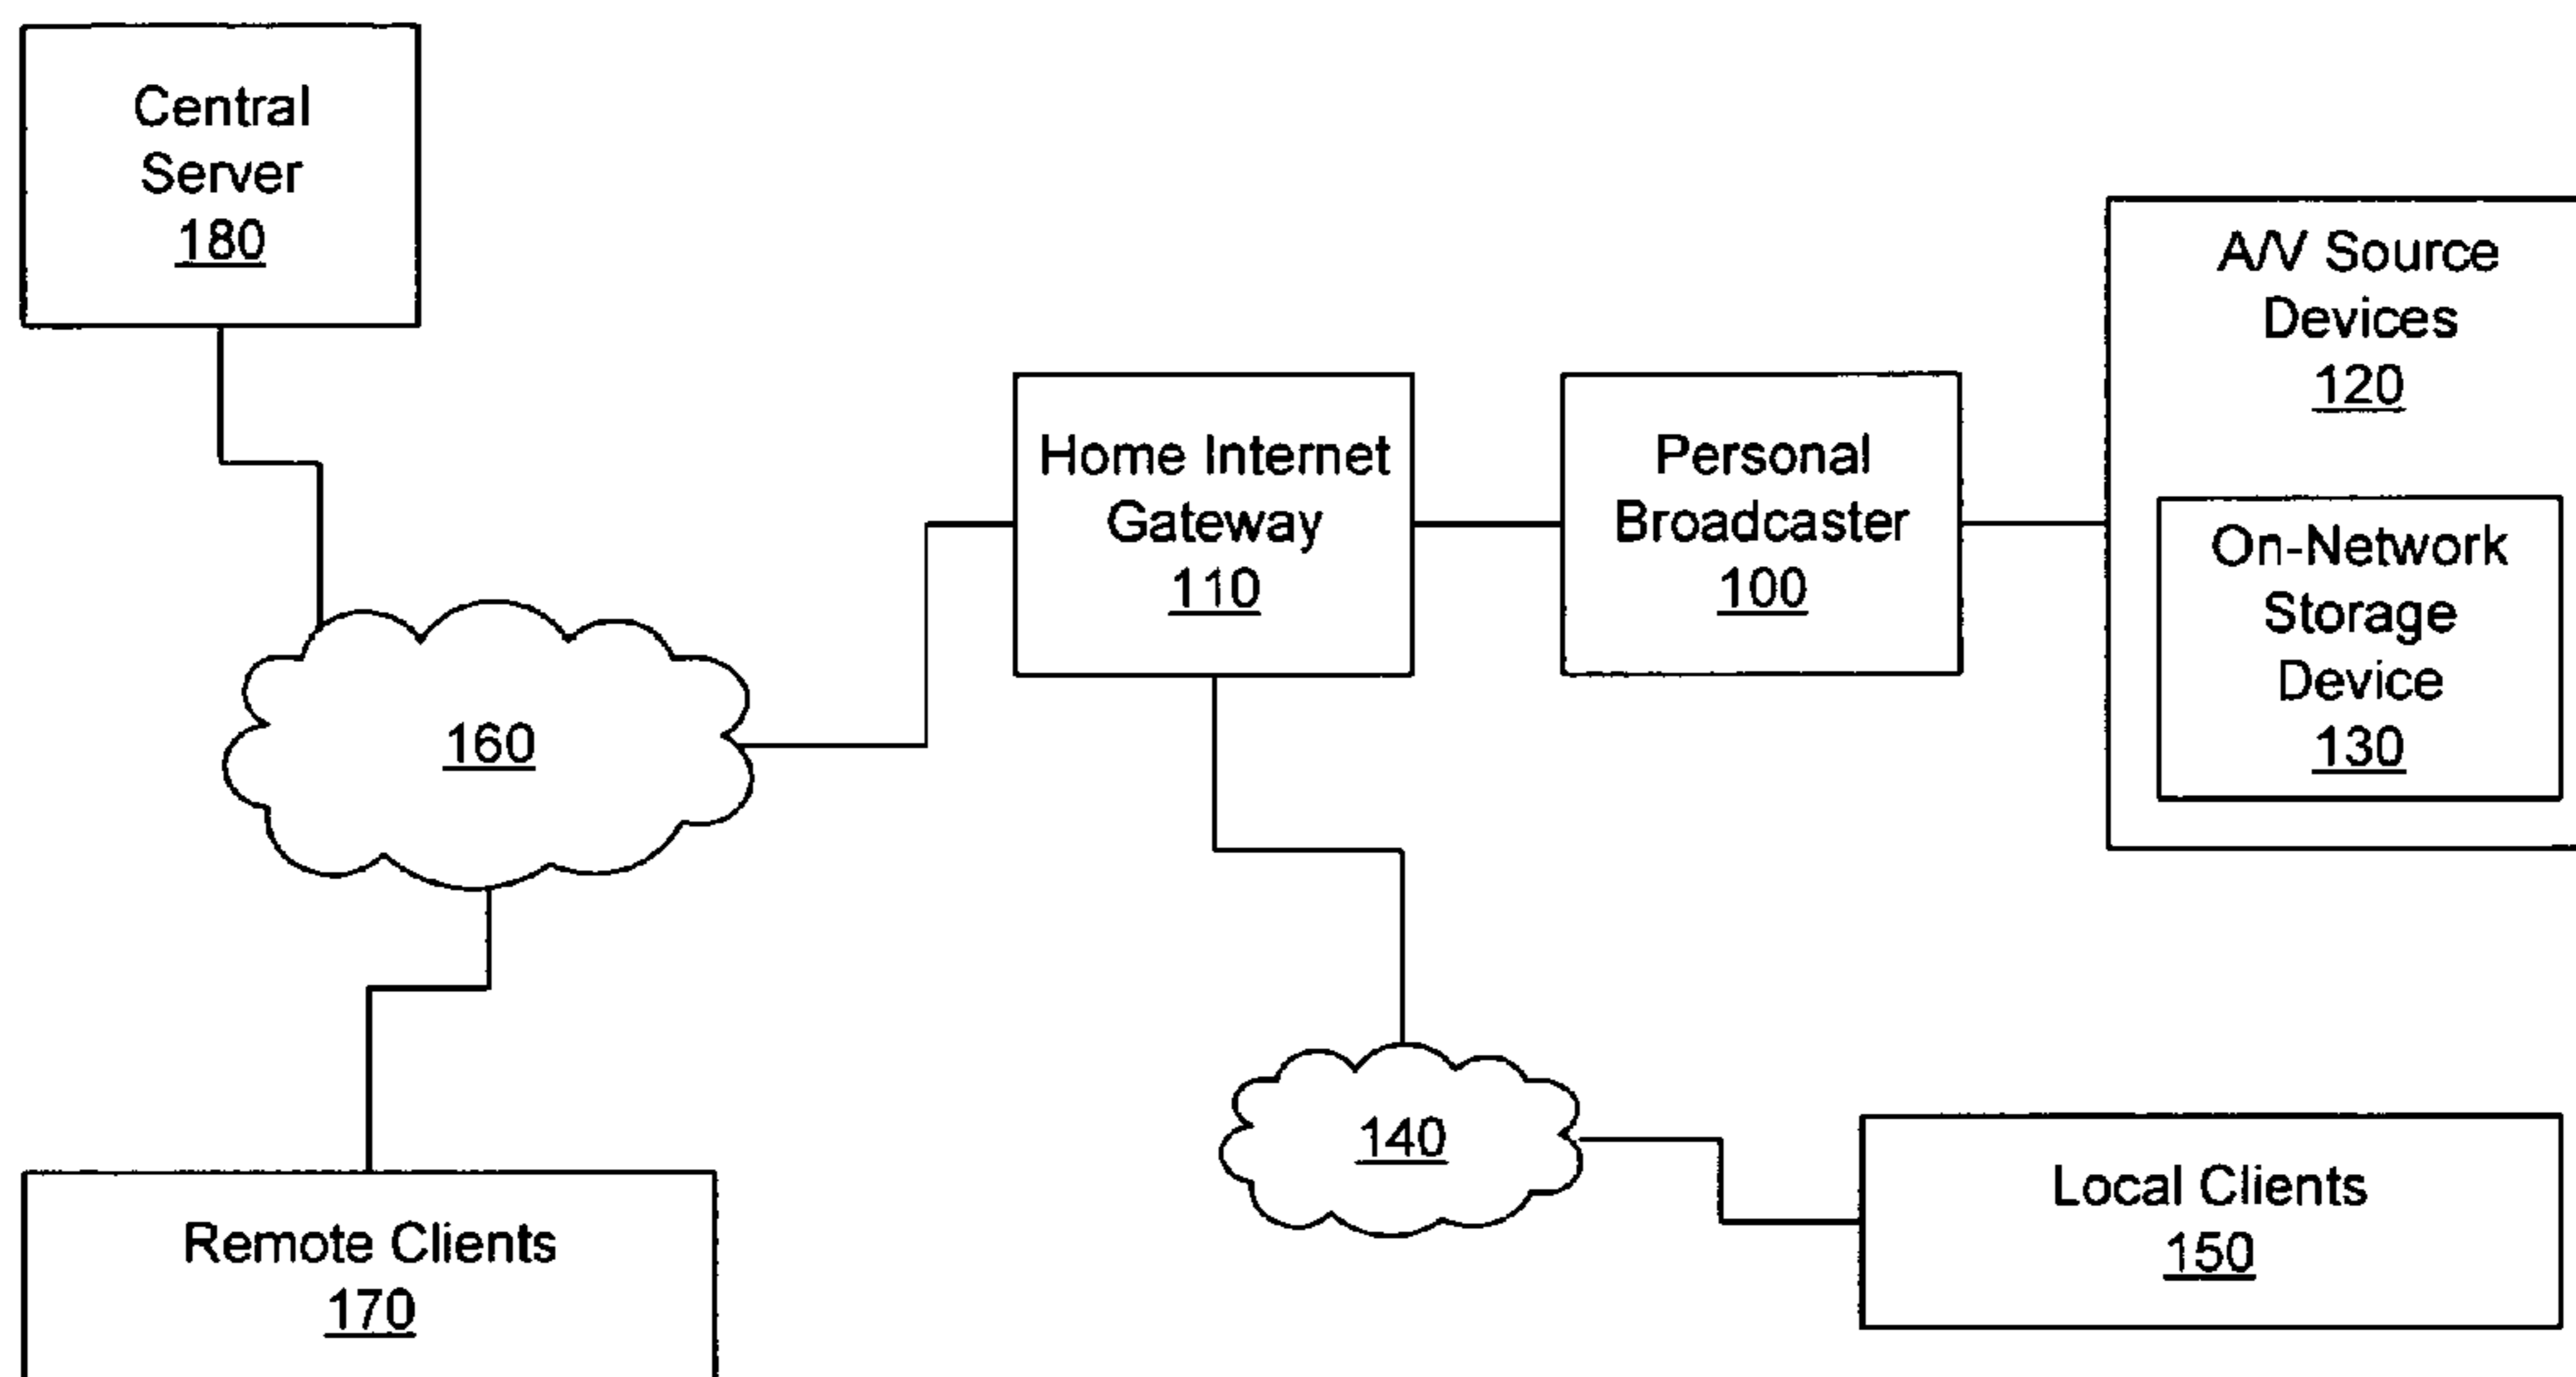 Central
Server
180
A/V Source
Devices
120
Home Internet
Gateway
110
Personal
Broadcaster
100
On-Network
Storage
Device
130
160
140
Local Clients
150
Remote Clients
170